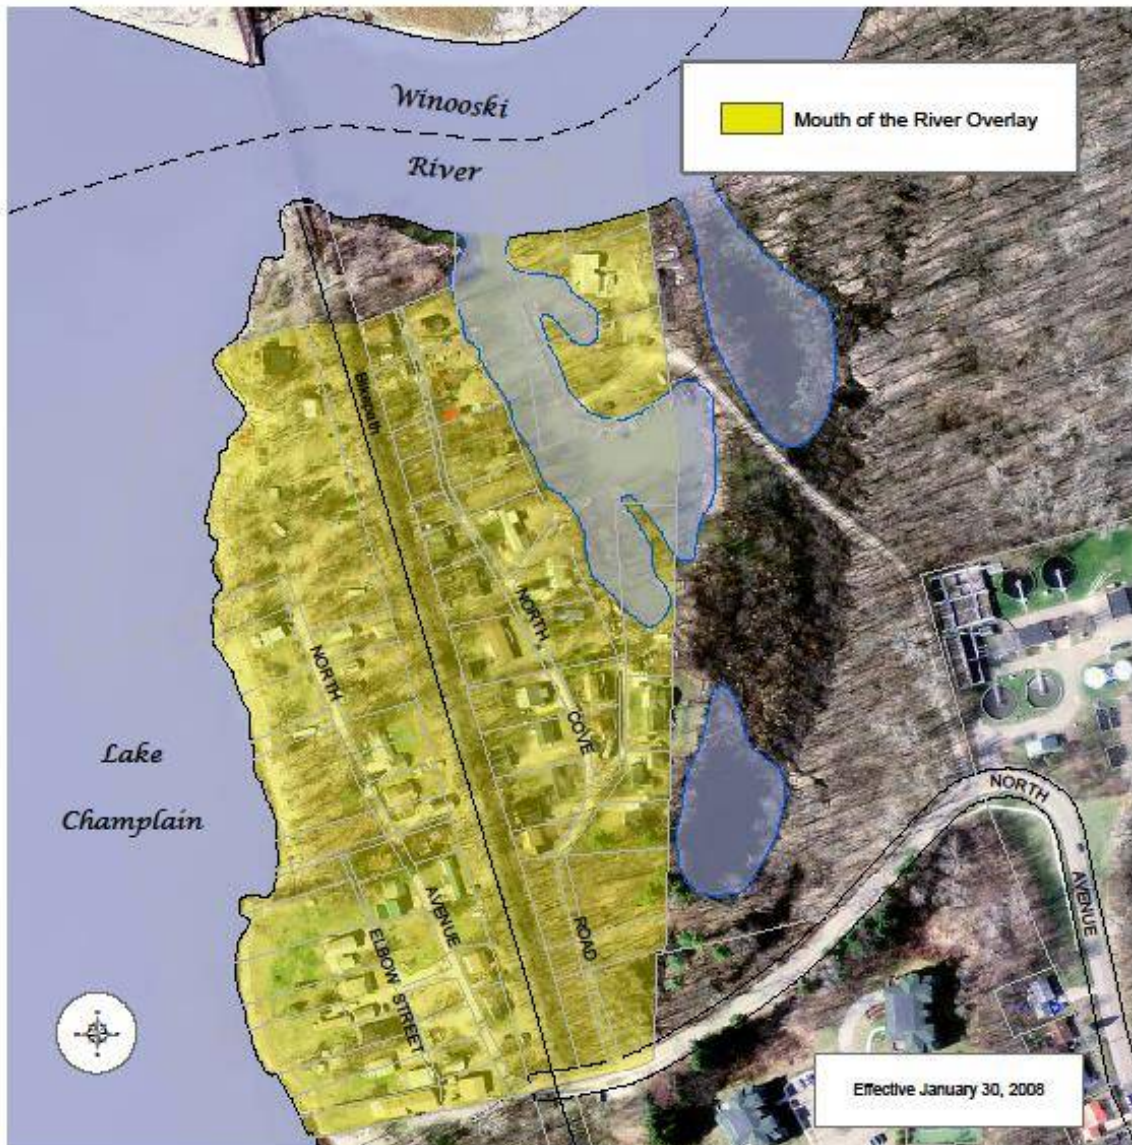 Winooski
River
Mouth of the River Overlay
Bikepath
NORTH
COVE
ROAD
NORTH
AVENUE
ELBOW STREET
Lake
Champlain
NORTH
AVENUE
Effective January 30, 2008